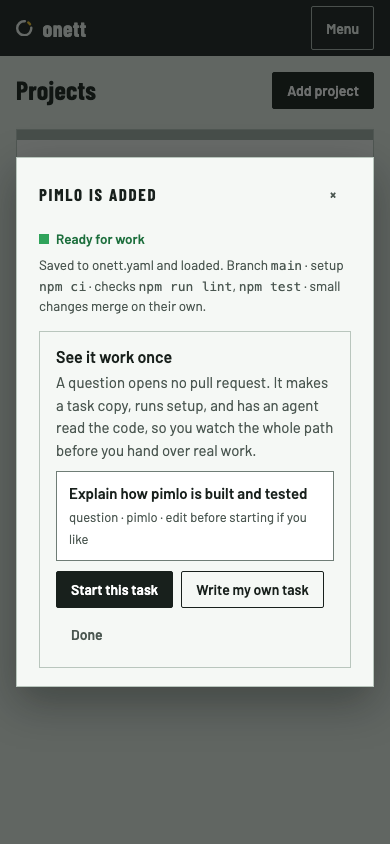 onett
Menu
Projects
Add project
PIMLO IS ADDED
×
Ready for work
Saved to onett.yaml and loaded. Branch main · setup
npm ci · checks npm run lint, npm test · small
changes merge on their own.
See it work once
A question opens no pull request. It makes
a task copy, runs setup, and has an agent
read the code, so you watch the whole path
before you hand over real work.
Explain how pimlo is built and tested
question · pimlo · edit before starting if you
like
Start this task
Write my own task
Done